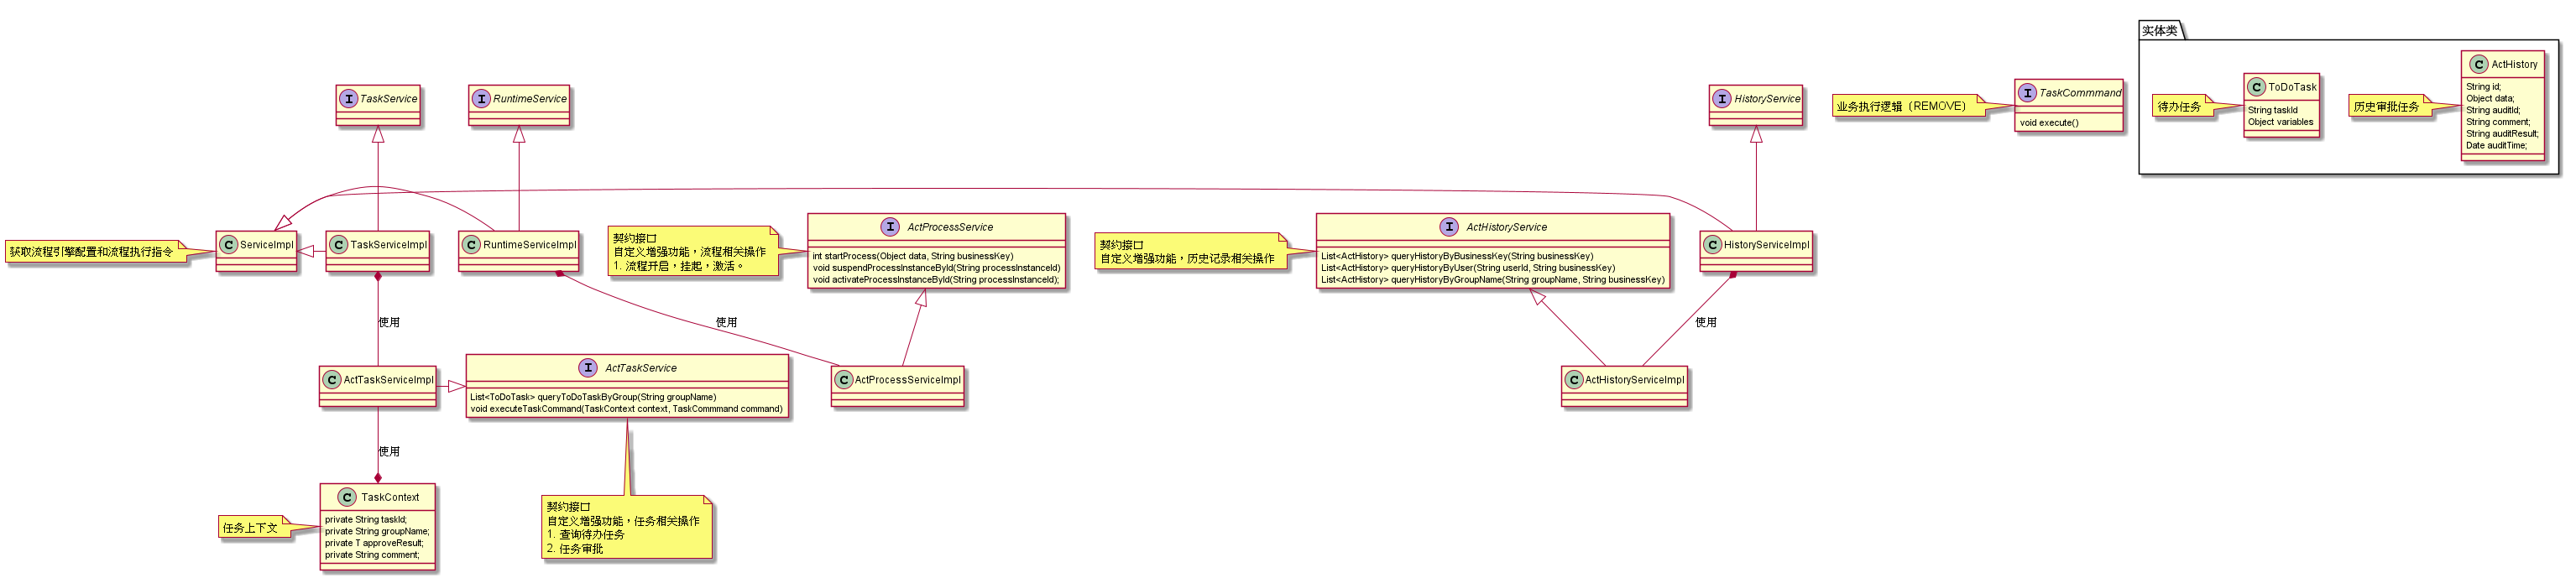 实体类
ActHistory
String id;
Object data;
String auditId;
String comment;
String auditResult;
Date auditTime;
历史审批任务
ToDoTask
String taskId
Object variables
待办任务
TaskCommmand
void execute()
业务执行逻辑（REMOVE）
TaskService
RuntimeService
HistoryService
获取流程引擎配置和流程执行指令
ServiceImpl
TaskServiceImpl
RuntimeServiceImpl
契约接口
自定义增强功能，流程相关操作
1. 流程开启，挂起，激活。
ActProcessService
int startProcess(Object data, String businessKey)
void suspendProcessInstanceById(String processInstanceId)
void activateProcessInstanceById(String processInstanceId);
契约接口
自定义增强功能，历史记录相关操作
ActHistoryService
List<ActHistory> queryHistoryByBusinessKey(String businessKey)
List<ActHistory> queryHistoryByUser(String userId, String businessKey)
List<ActHistory> queryHistoryByGroupName(String groupName, String businessKey)
HistoryServiceImpl
使用
使用
使用
ActTaskServiceImpl
ActTaskService
List<ToDoTask> queryToDoTaskByGroup(String groupName)
void executeTaskCommand(TaskContext context, TaskCommmand command)
ActProcessServiceImpl
ActHistoryServiceImpl
使用
任务上下文
TaskContext
private String taskId;
private String groupName;
private T approveResult;
private String comment;
契约接口
自定义增强功能，任务相关操作
1. 查询待办任务
2. 任务审批